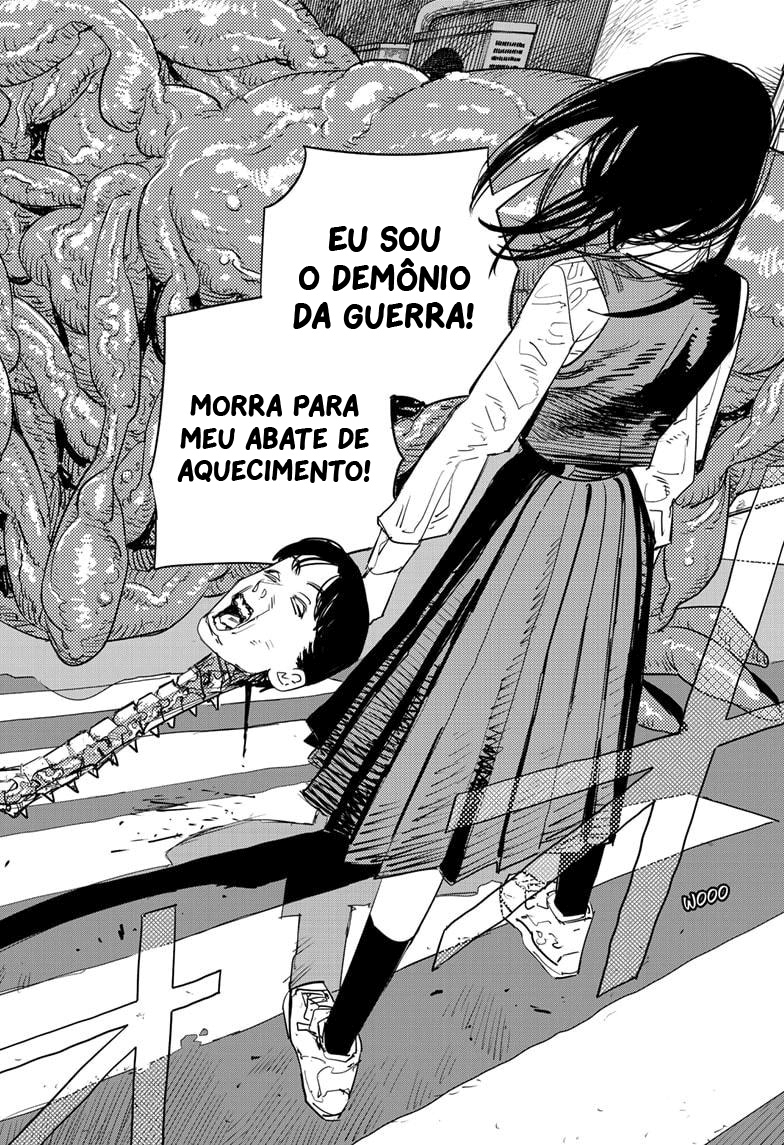 EU SOU
O DEMÔNIO
DA GUERRA!
MORRA PARA
MEU ABATE DE
AQUECIMENTO!
WOOO